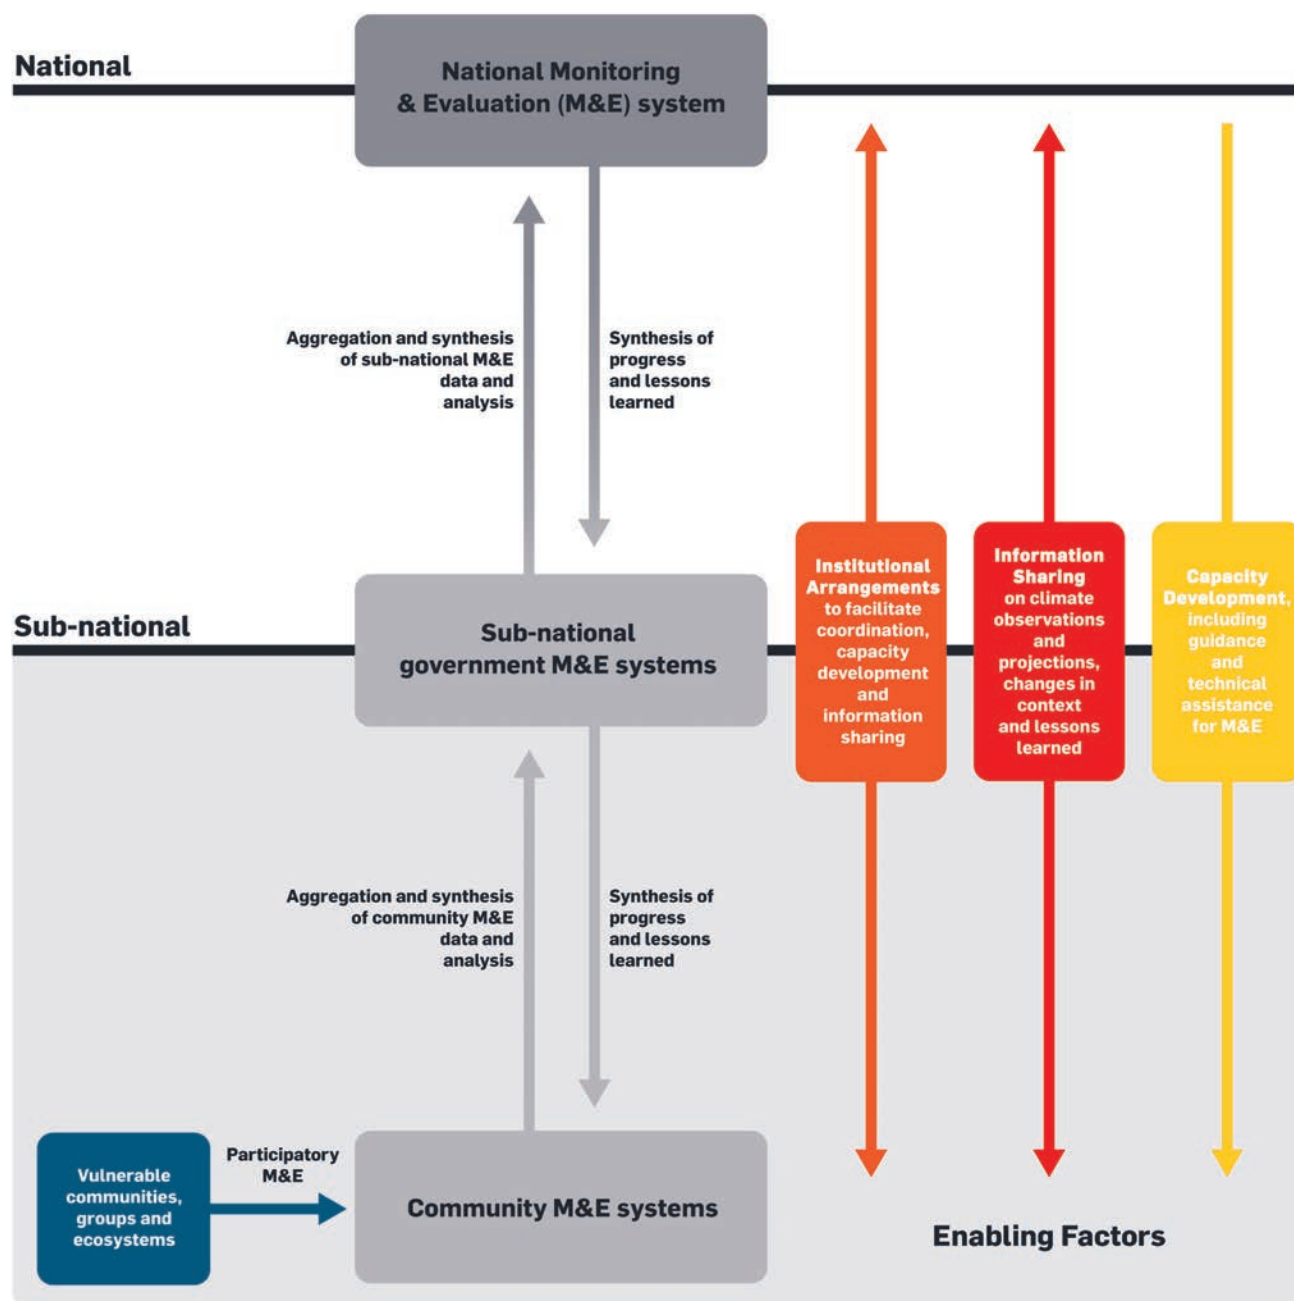 National
National Monitoring
& Evaluation (M&E) system
Aggregation and synthesis
of sub-national M&E
data and
analysis
Synthesis of
progress
and lessons
learned
Institutional
Arrangements
to facilitate
coordination,
capacity
development
and
information
sharing
Information
Sharing
on climate
observations
and
projections,
changes in
context
and lessons
learned
Capacity
Development,
including
guidance
and
technical
assistance
for M&E
Sub-national
Sub-national
government M&E systems
Aggregation and synthesis
of community M&E
data and
analysis
Synthesis of
progress
and lessons
learned
Vulnerable
communities,
groups and
ecosystems
Participatory
M&E
Community M&E systems
Enabling Factors